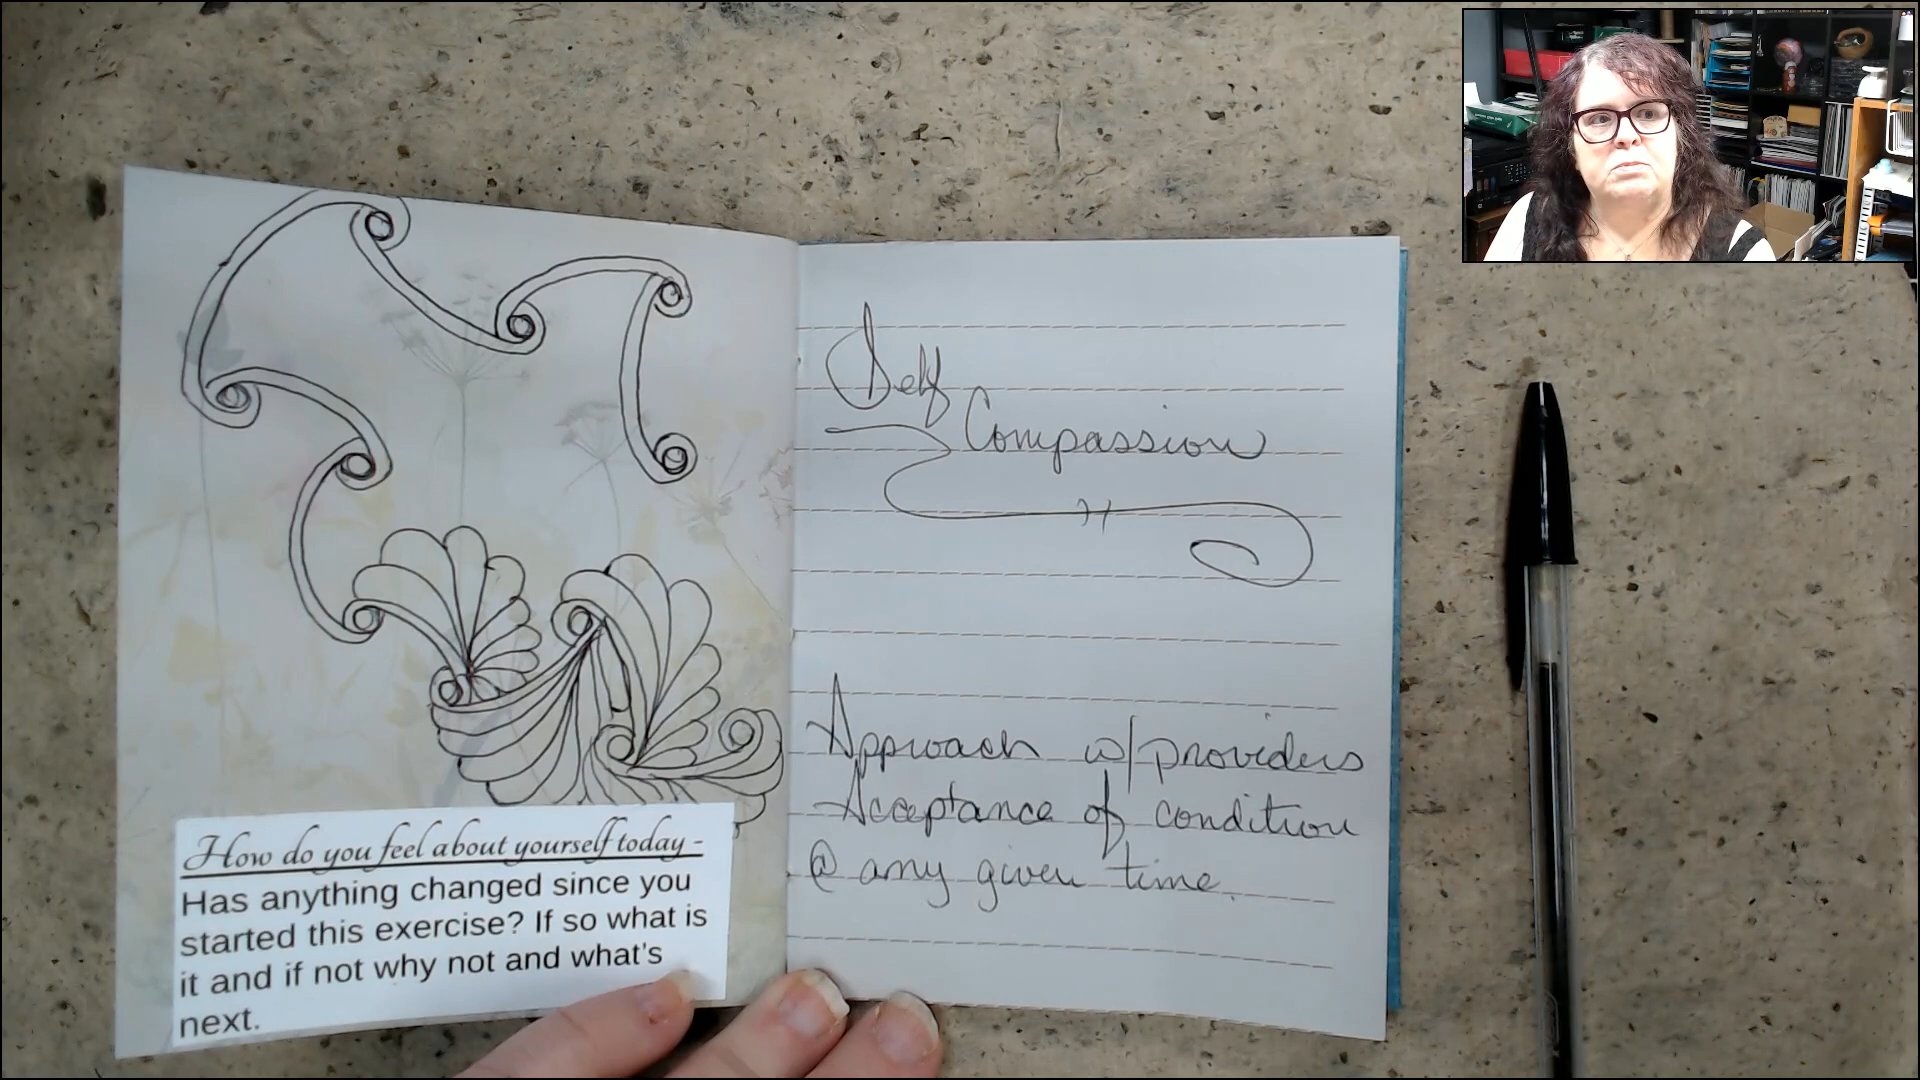 How do you feel about yourself today -
Has anything changed since you
started this exercise? If so what is
it and if not why not and what's
next.
Self
Compassion
Approach w/providers
Acceptance of condition
@ any given time.